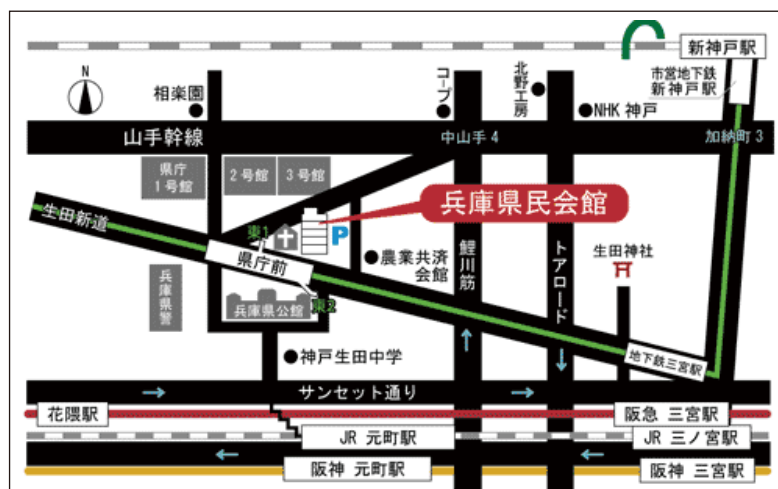 新神戸駅
市営地下鉄
新神戸駅
N
相楽園
コープ
北野工房
NHK 神戸
山手幹線
中山手 4
加納町 3
県庁
1号館
2号館
3号館
兵庫県民会館
生田新道
東1
P
県庁前
農業共済
会館
鯉川筋
トアロード
生田神社
兵庫県警
兵庫県公館
東2
神戸生田中学
地下鉄三宮駅
サンセット通り
花隈駅
阪急 三宮駅
JR 元町駅
JR 三ノ宮駅
阪神 元町駅
阪神 三宮駅